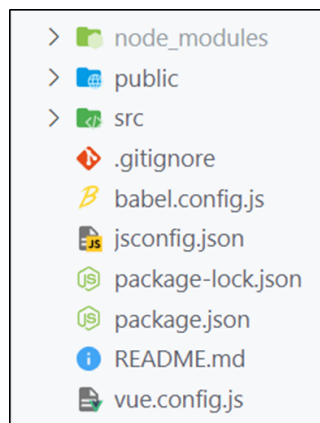 node_modules
public
src
.gitignore
babel.config.js
jsconfig.json
package-lock.json
package.json
README.md
vue.config.js